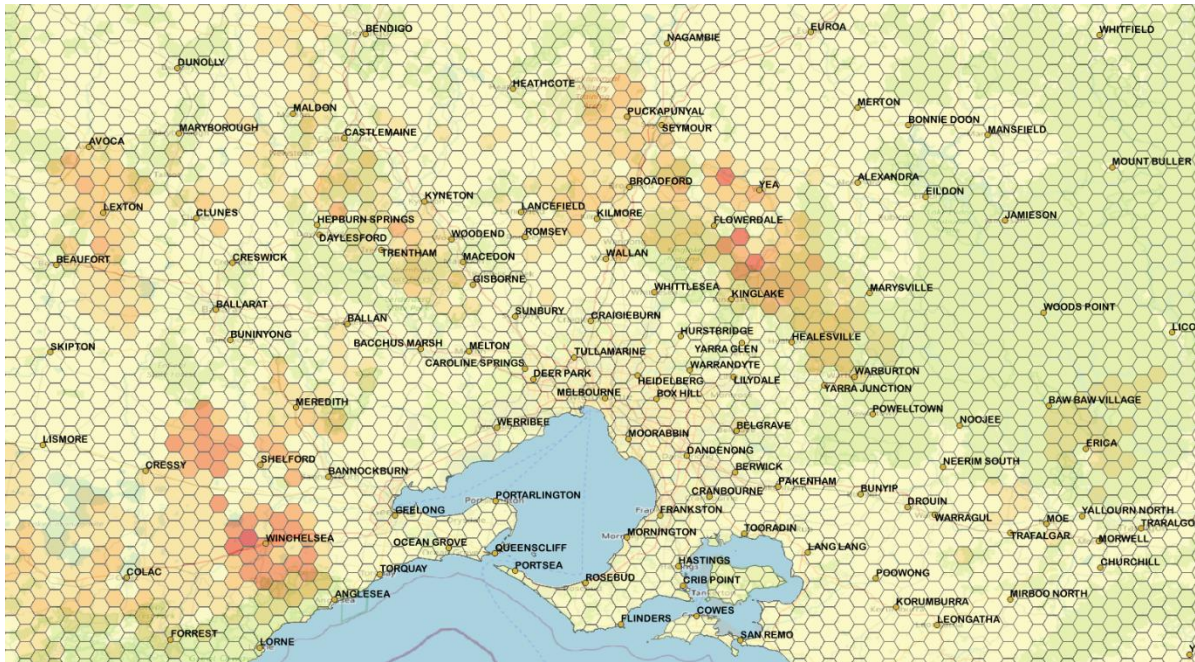 BENDIGO
EUROA
WHITFIELD
NAGAMBIE
DUNOLLY
HEATHCOTE
MALDON
PUCKAPUNYAL
MERTON
MARYBOROUGH
CASTLEMAINE
SEYMOUR
BONNIE DOON
MANSFIELD
AVOCA
MOUNT BULLER
KYNETON
BROADFORD
YEA
ALEXANDRA
EILDON
LEXTON
CLUNES
HEPBURN SPRINGS
LANCEFIELD
KILMORE
FLOWERDALE
JAMIESON
DAYLESFORD
WOODEND
ROMSEY
TRENTHAM
MACEDON
WALLAN
BEAUFORT
CRESWICK
GISBORNE
WHITTLESEA
KINGLAKE
MARYSVILLE
BALLARAT
BALLAN
SUNBURY
CRAIGIEBURN
WOODS POINT
BUNINYONG
HURSTBRIDGE
HEALESVILLE
LICO
SKIPTON
BACCHUS MARSH
MELTON
TULLAMARINE
YARRA GLEN
CAROLINE SPRINGS
DEER PARK
WARRANDYTE
HEIDELBERG
LILYDALE
WARBURTON
YARRA JUNCTION
MELBOURNE
BOX HILL
MEREDITH
POWELLTOWN
BAW BAW VILLAGE
NOOJEE
WERRIBEE
BELGRAVE
LISMORE
MOORABBIN
ERICA
DANDENONG
CRESSY
SHELFORD
BANNOCKBURN
BERWICK
NEERIM SOUTH
PAKENHAM
PORTARLINGTON
CRANBOURNE
BUNYIP
GEELONG
FRANKSTON
DROUIN
WARRAGUL
MOE
YALLOURN NORTH
TRARALGO
WINCHELSEA
OCEAN GROVE
QUEENSCLIFF
MORNINGTON
TOORADIN
TRAFALGAR
MORWELL
LANG LANG
COLAC
TORQUAY
PORTSEA
HASTINGS
CHURCHILL
ROSEBUD
CRIB POINT
POOWONG
ANGLESEA
MIRBOO NORTH
COWES
KORUMBURRA
FLINDERS
LEONGATHA
FORREST
LORNE
SAN REMO